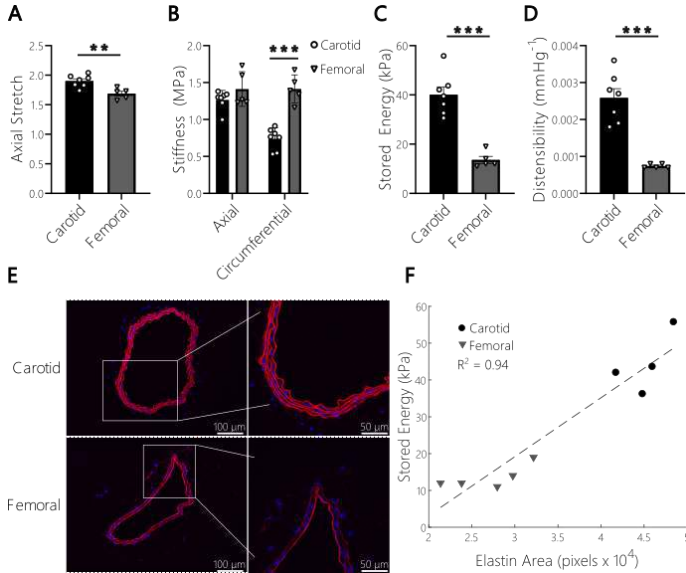 A
**
2.5
2.0
1.5
1.0
0.5
0.0
Axial Stretch
Carotid
Femoral
B
***
Carotid
Femoral
2.0
1.5
1.0
0.5
0.0
Stiffness (MPa)
Axial
Circumferential
C
***
60
40
20
0
Stored Energy (kPa)
Carotid
Femoral
D
***
0.004
0.003
0.002
0.001
0.000
Distensibility (mmHg⁻¹)
Carotid
Femoral
E
Carotid
100 µm
50 µm
Femoral
100 µm
50 µm
F
Carotid
Femoral
R² = 0.94
60
50
40
30
20
10
0
Stored Energy (kPa)
2
2.5
3
3.5
4
4.5
5
Elastin Area (pixels x 10⁴)